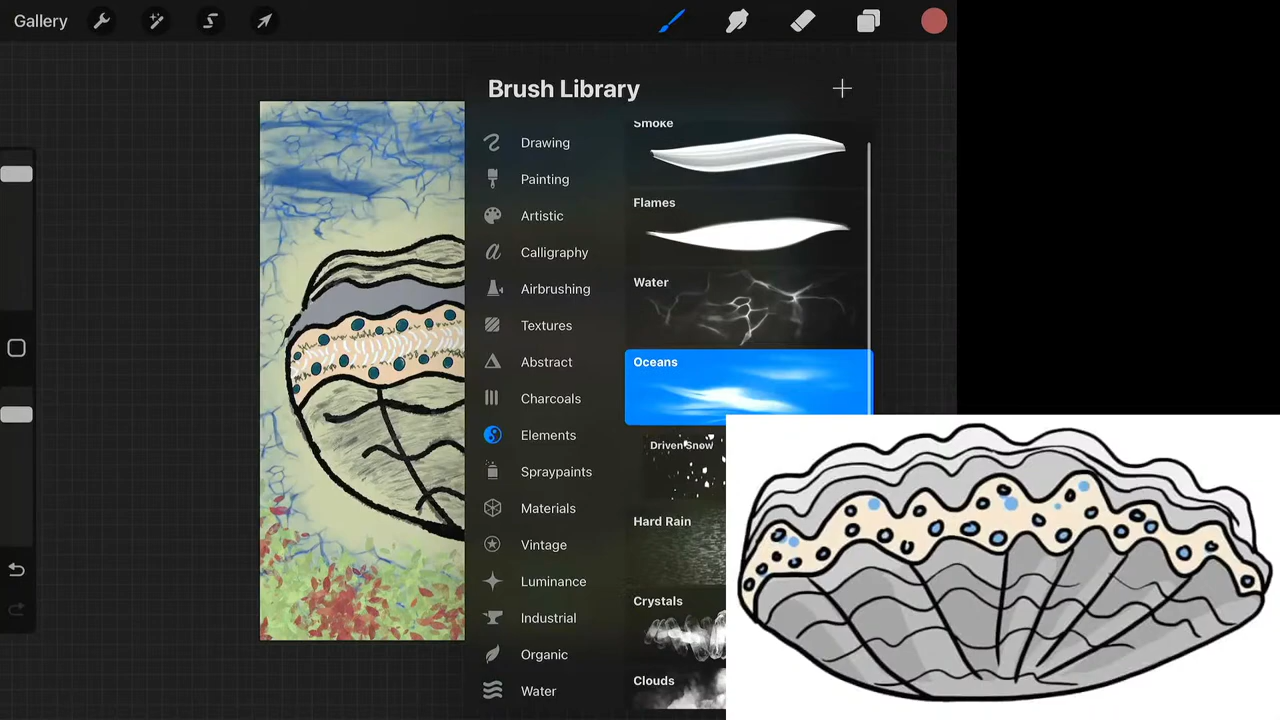 Gallery
Brush Library
Drawing
Painting
Artistic
Calligraphy
Airbrushing
Textures
Abstract
Charcoals
Elements
Spraypaints
Materials
Vintage
Luminance
Industrial
Organic
Water
Smoke
Flames
Water
Oceans
Driven Snow
Hard Rain
Crystals
Clouds